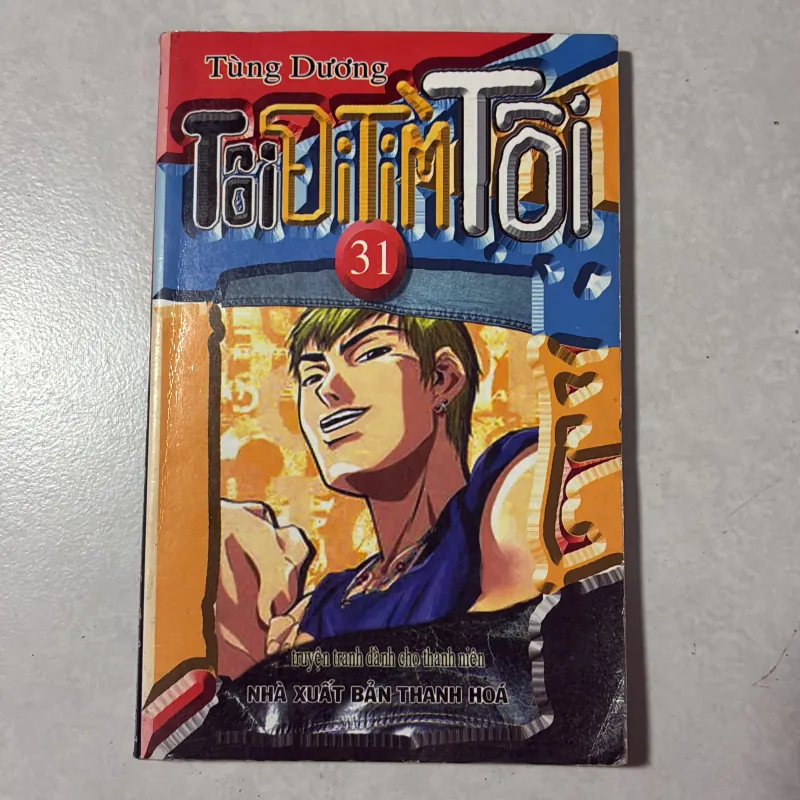 Tùng Dương
Tôi Đi Tìm Tôi
31
truyện tranh dành cho thanh niên
NHÀ XUẤT BẢN THANH HOÁ